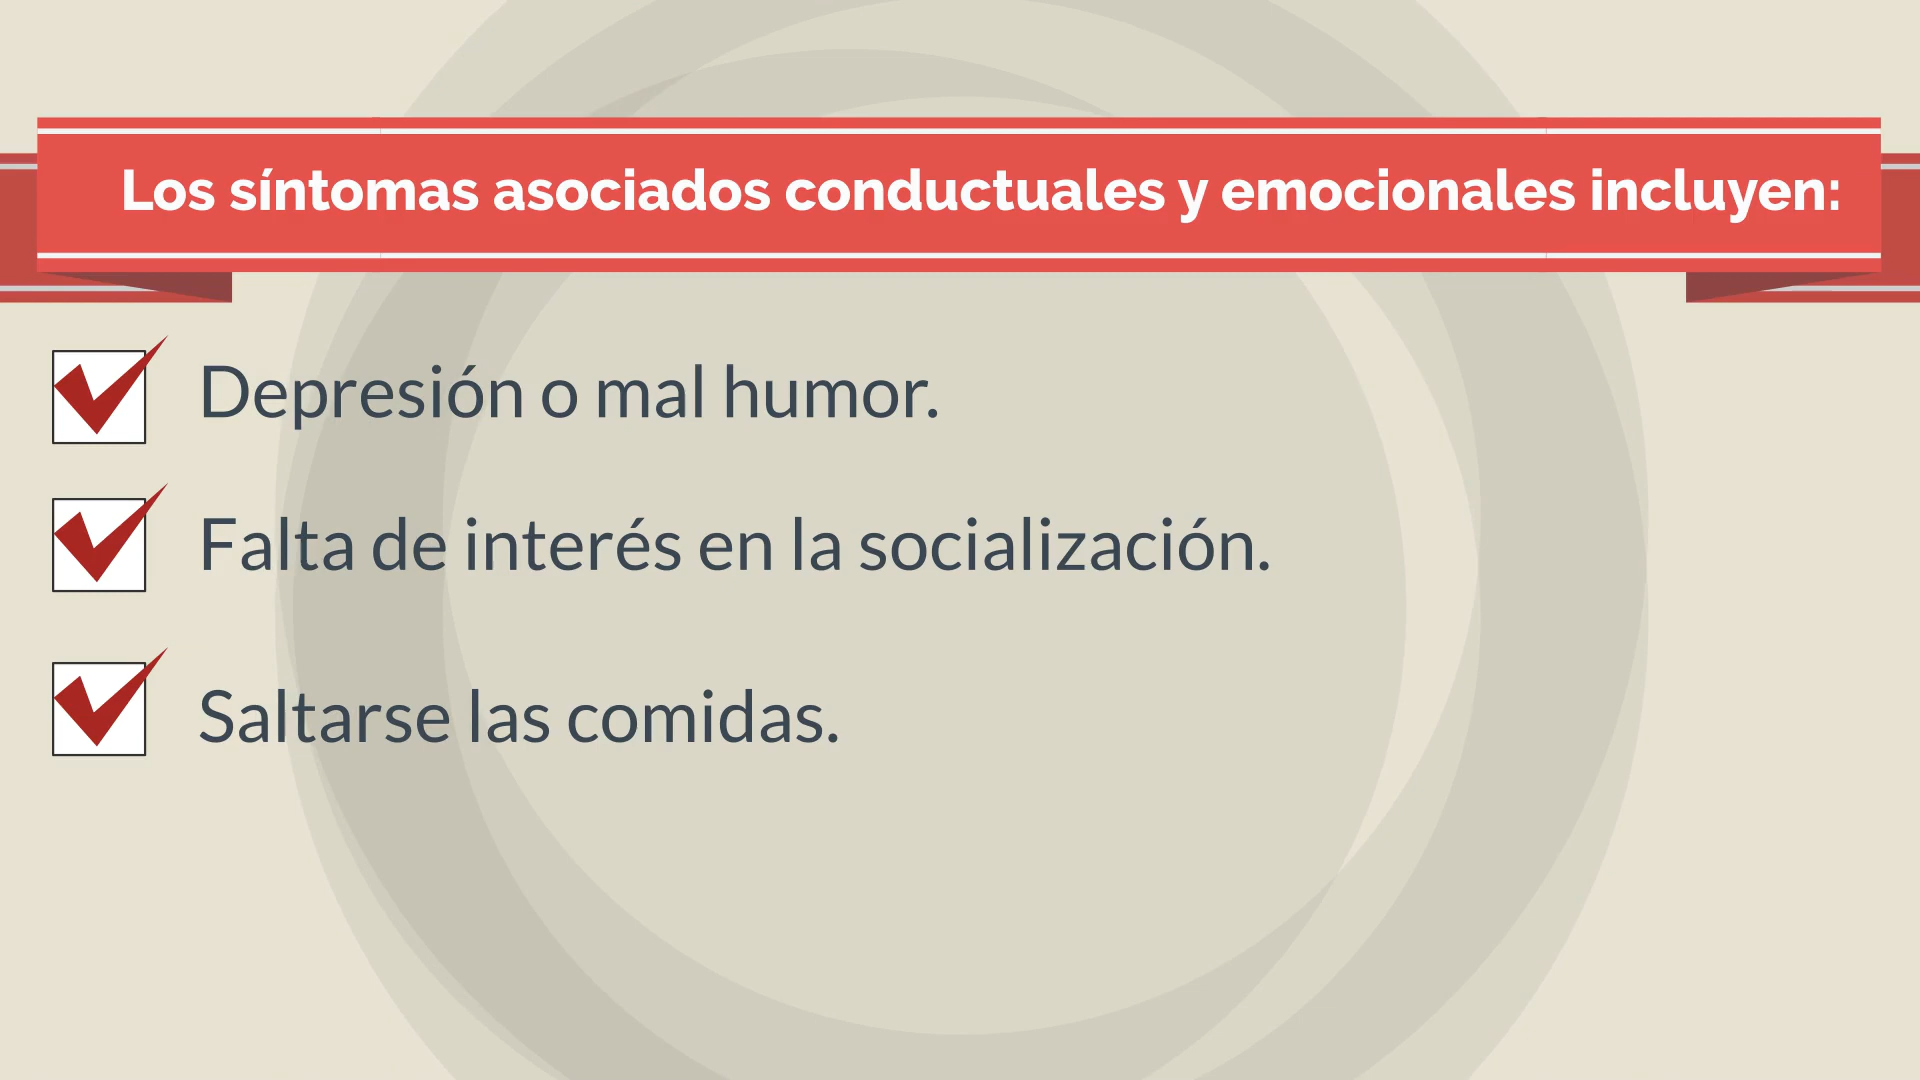 Los síntomas asociados conductuales y emocionales incluyen:
Depresión o mal humor.
Falta de interés en la socialización.
Saltarse las comidas.